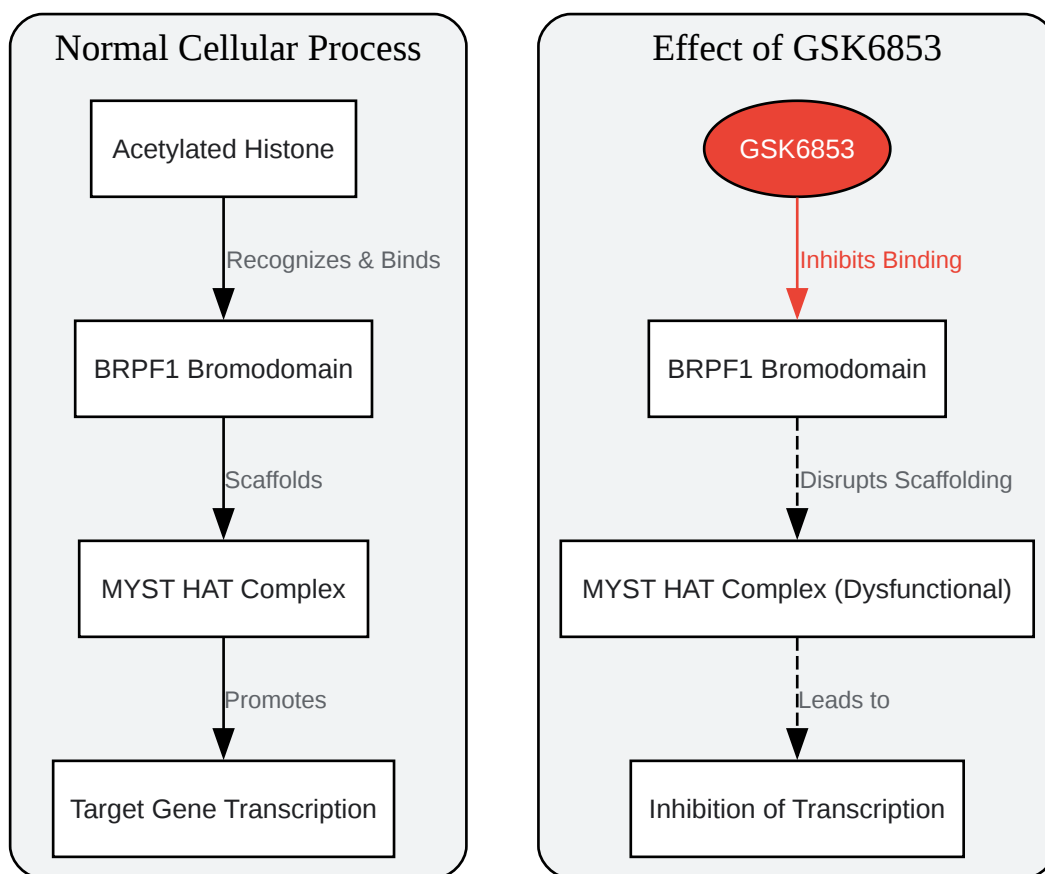 Normal Cellular Process
Acetylated Histone
Recognizes & Binds
BRPF1 Bromodomain
Scaffolds
MYST HAT Complex
Promotes
Target Gene Transcription
Effect of GSK6853
GSK6853
Inhibits Binding
BRPF1 Bromodomain
Disrupts Scaffolding
MYST HAT Complex (Dysfunctional)
Leads to
Inhibition of Transcription